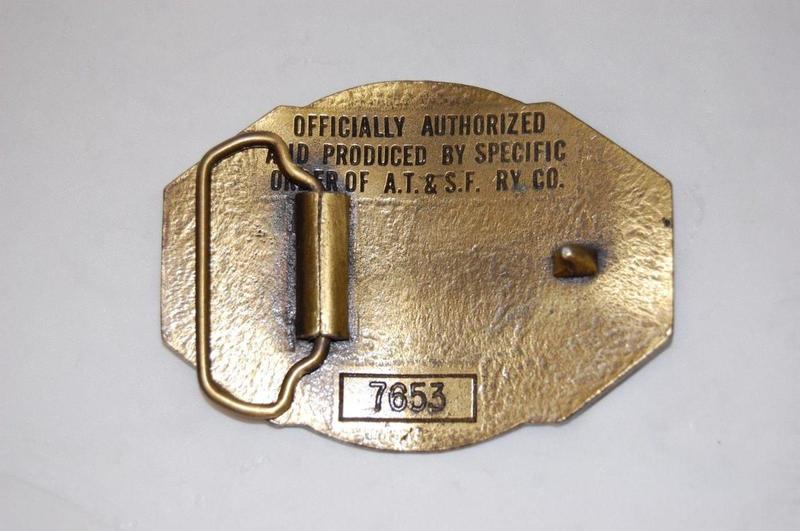 OFFICIALLY AUTHORIZED
AND PRODUCED BY SPECIFIC
ORDER OF A.T. & S.F. RY. CO.
7653